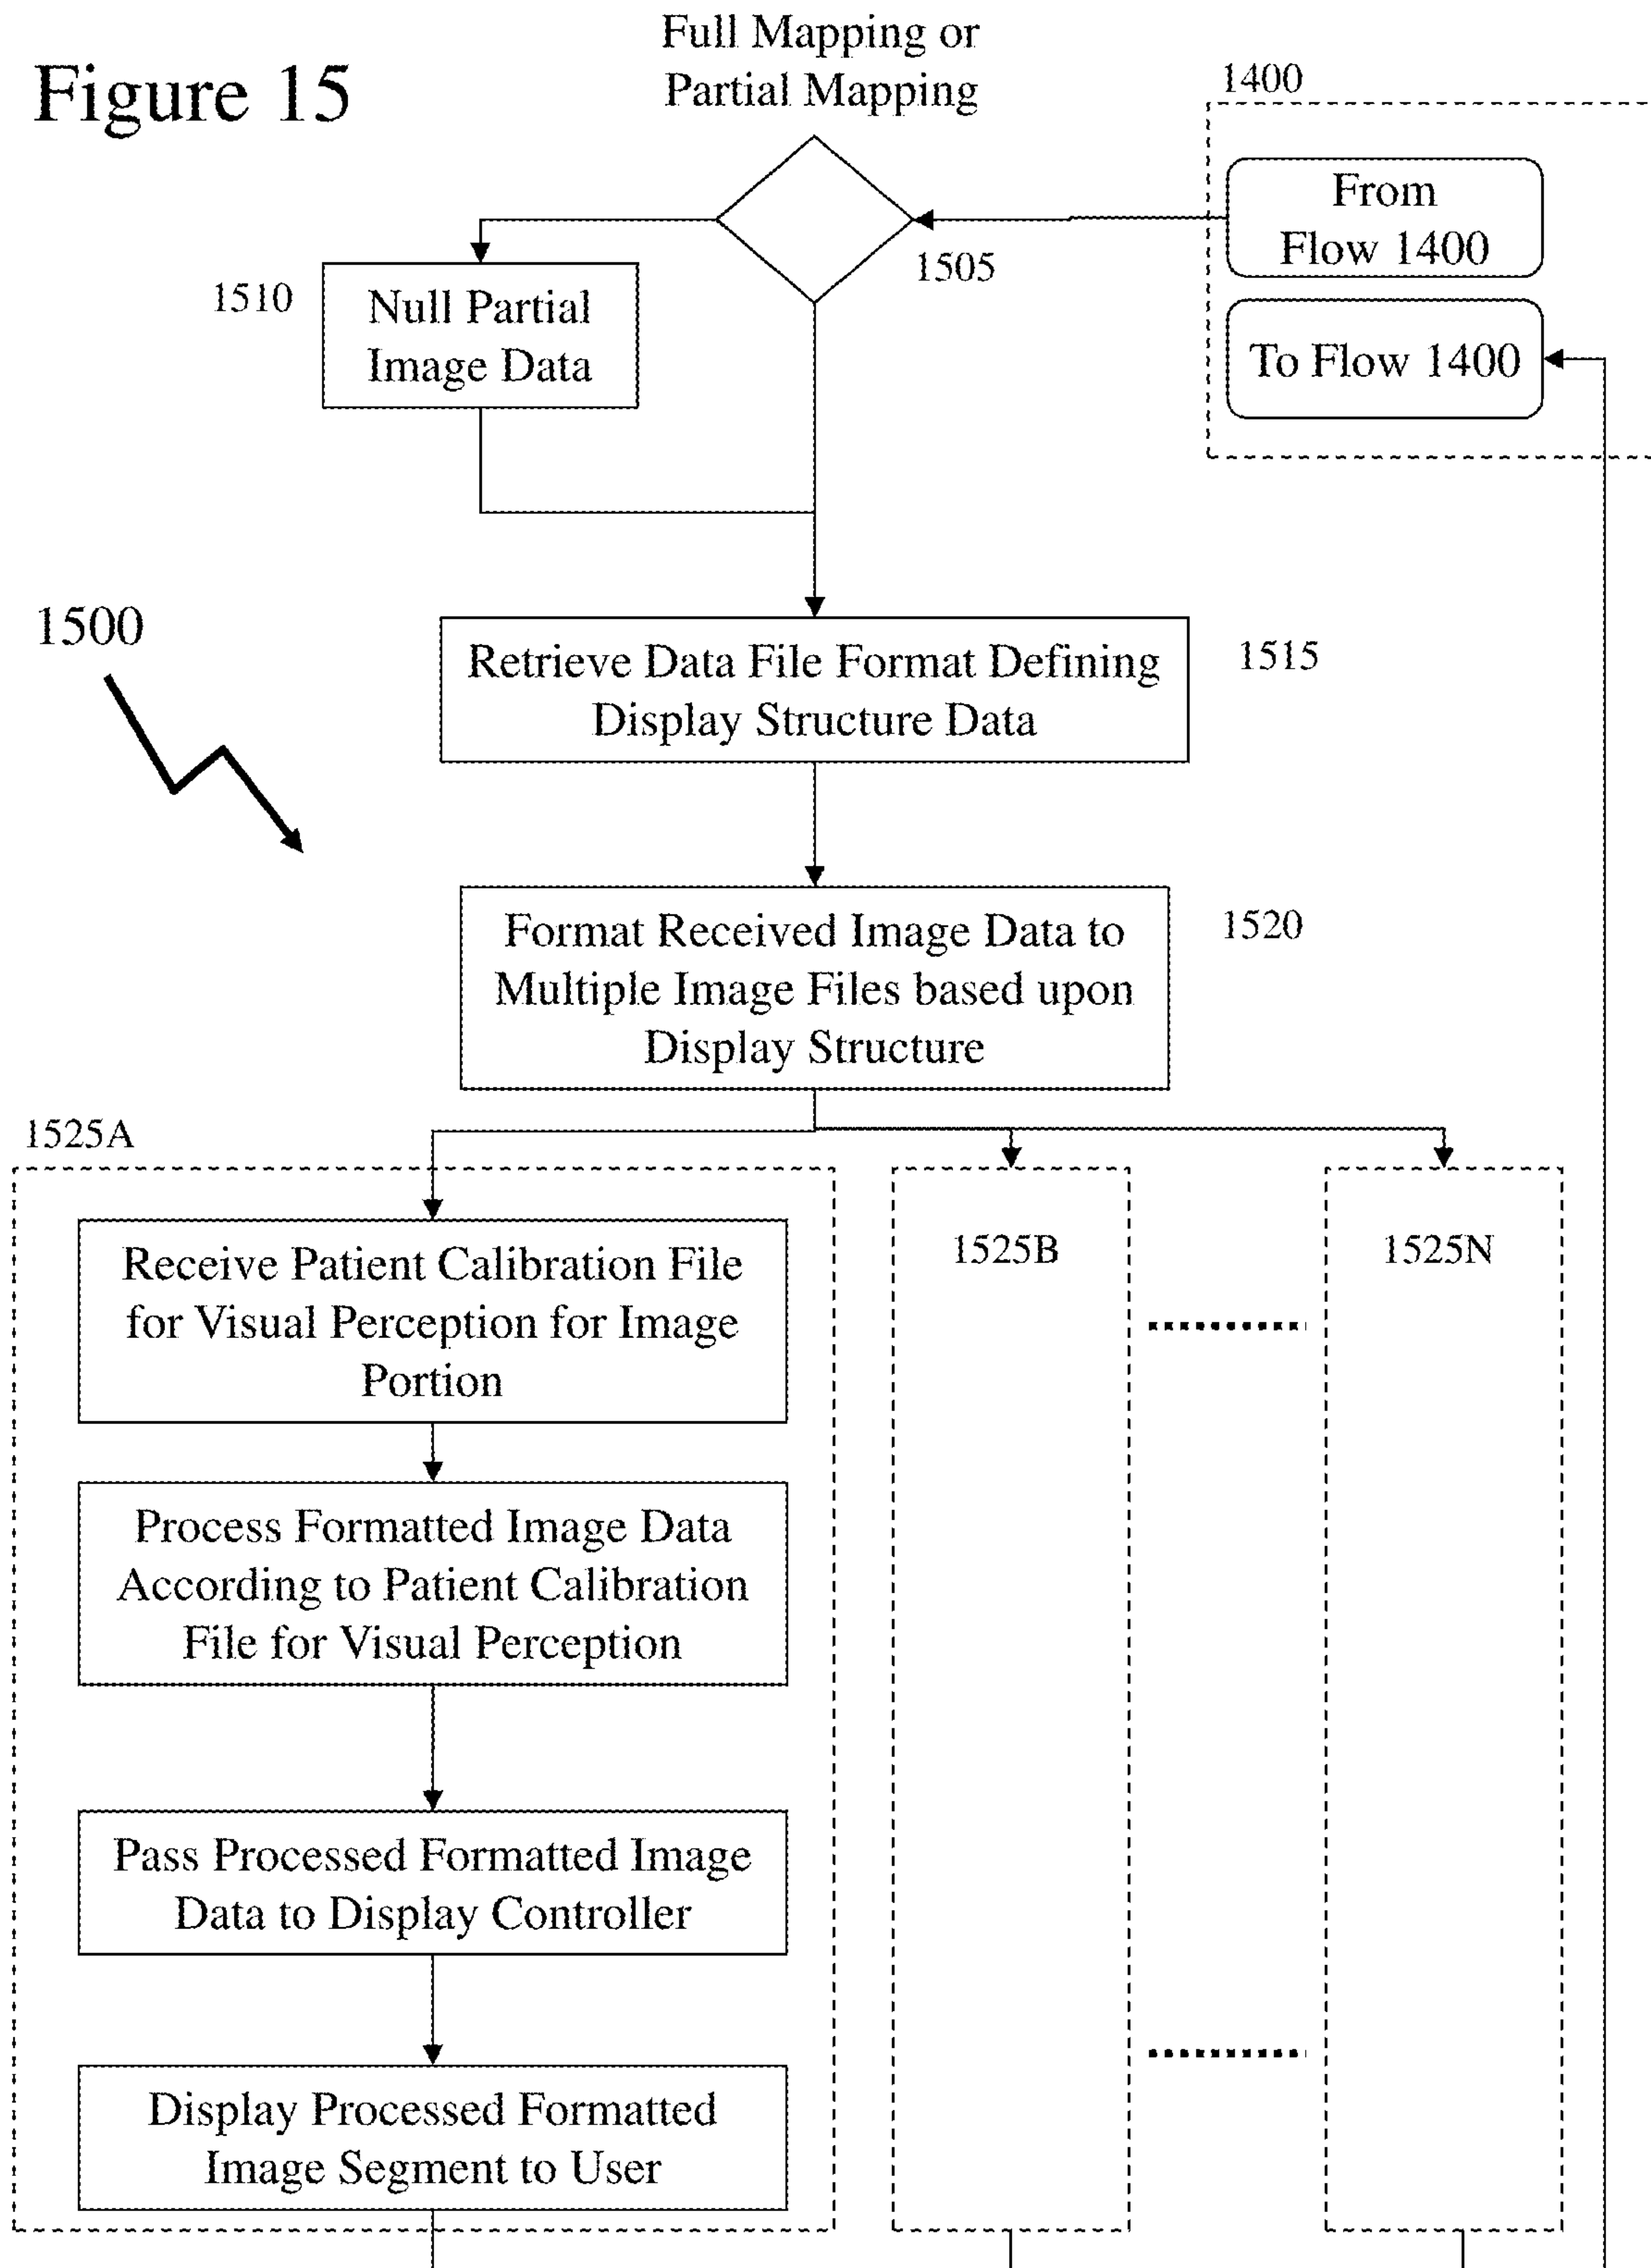 Figure 15
Full Mapping or
Partial Mapping
1400
From
Flow 1400
To Flow 1400
1505
1510
Null Partial
Image Data
1500
Retrieve Data File Format Defining
Display Structure Data
1515
Format Received Image Data to
Multiple Image Files based upon
Display Structure
1520
1525A
Receive Patient Calibration File
for Visual Perception for Image
Portion
Process Formatted Image Data
According to Patient Calibration
File for Visual Perception
Pass Processed Formatted Image
Data to Display Controller
Display Processed Formatted
Image Segment to User
1525B
1525N